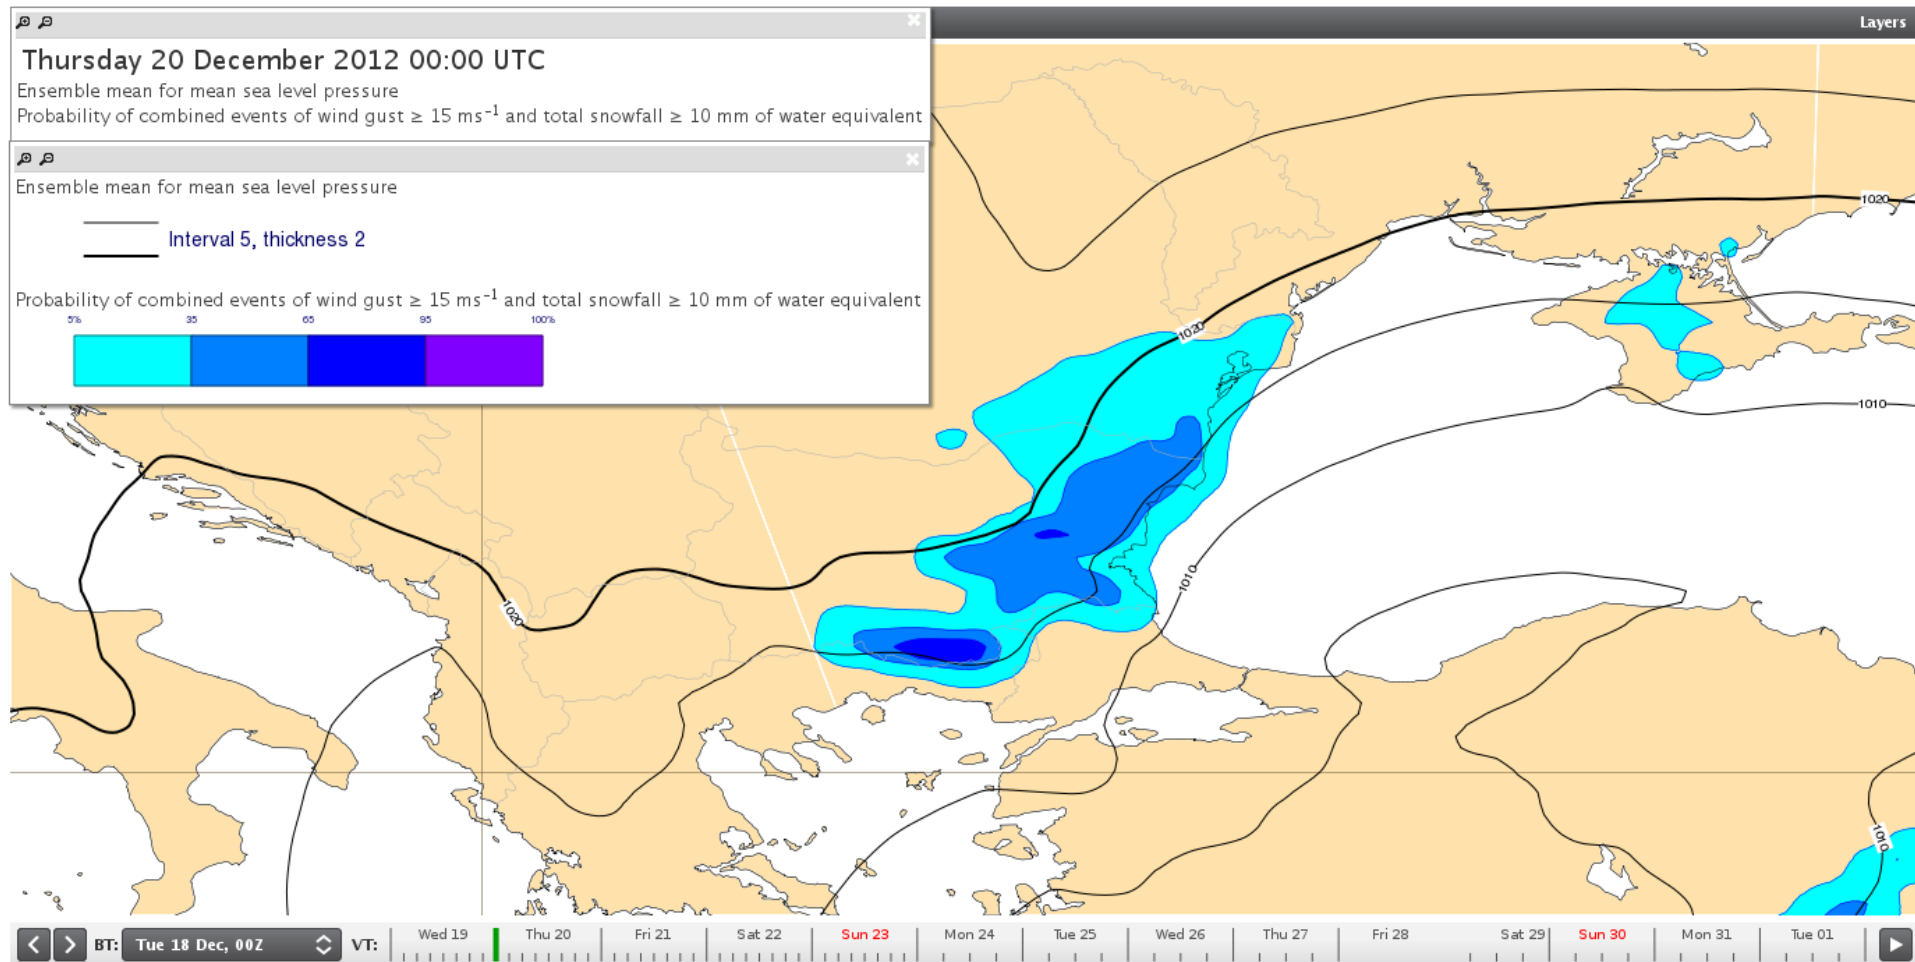 Layers
Thursday 20 December 2012 00:00 UTC
Ensemble mean for mean sea level pressure
Probability of combined events of wind gust ≥ 15 ms⁻¹ and total snowfall ≥ 10 mm of water equivalent
Ensemble mean for mean sea level pressure
Interval 5, thickness 2
Probability of combined events of wind gust ≥ 15 ms⁻¹ and total snowfall ≥ 10 mm of water equivalent
5% 35 65 95 100%
1020
1020
1010
1010
1020
1010
BT: Tue 18 Dec, 00Z VT: Wed 19 Thu 20 Fri 21 Sat 22 Sun 23 Mon 24 Tue 25 Wed 26 Thu 27 Fri 28 Sat 29 Sun 30 Mon 31 Tue 01